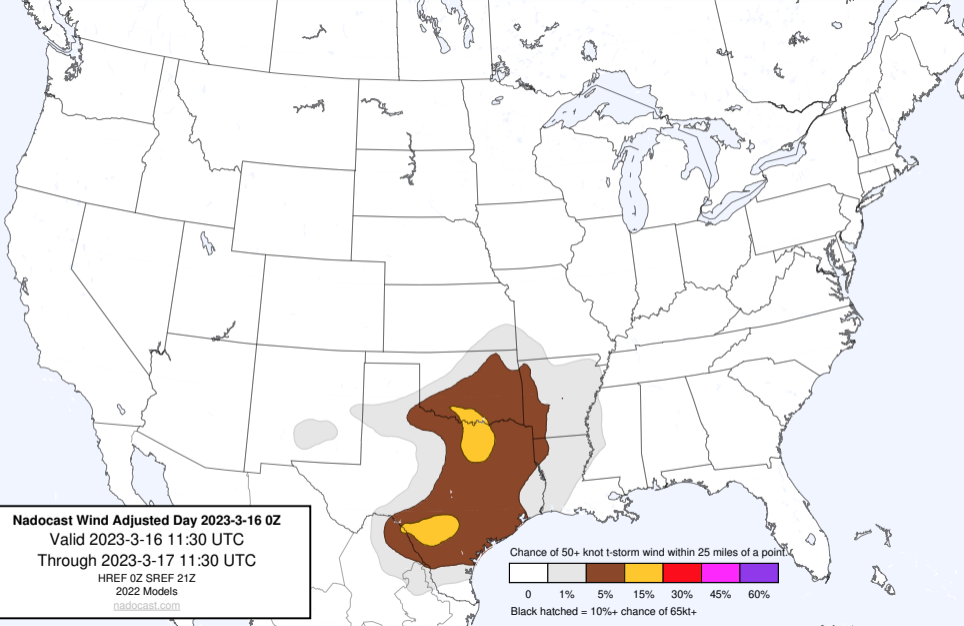 Nadocast Wind Adjusted Day 2023-3-16 0Z
Valid 2023-3-16 11:30 UTC
Through 2023-3-17 11:30 UTC
HREF 0Z SREF 21Z
2022 Models
nadocast.com
Chance of 50+ knot t-storm wind within 25 miles of a point.
0 1% 5% 15% 30% 45% 60%
Black hatched = 10%+ chance of 65kt+